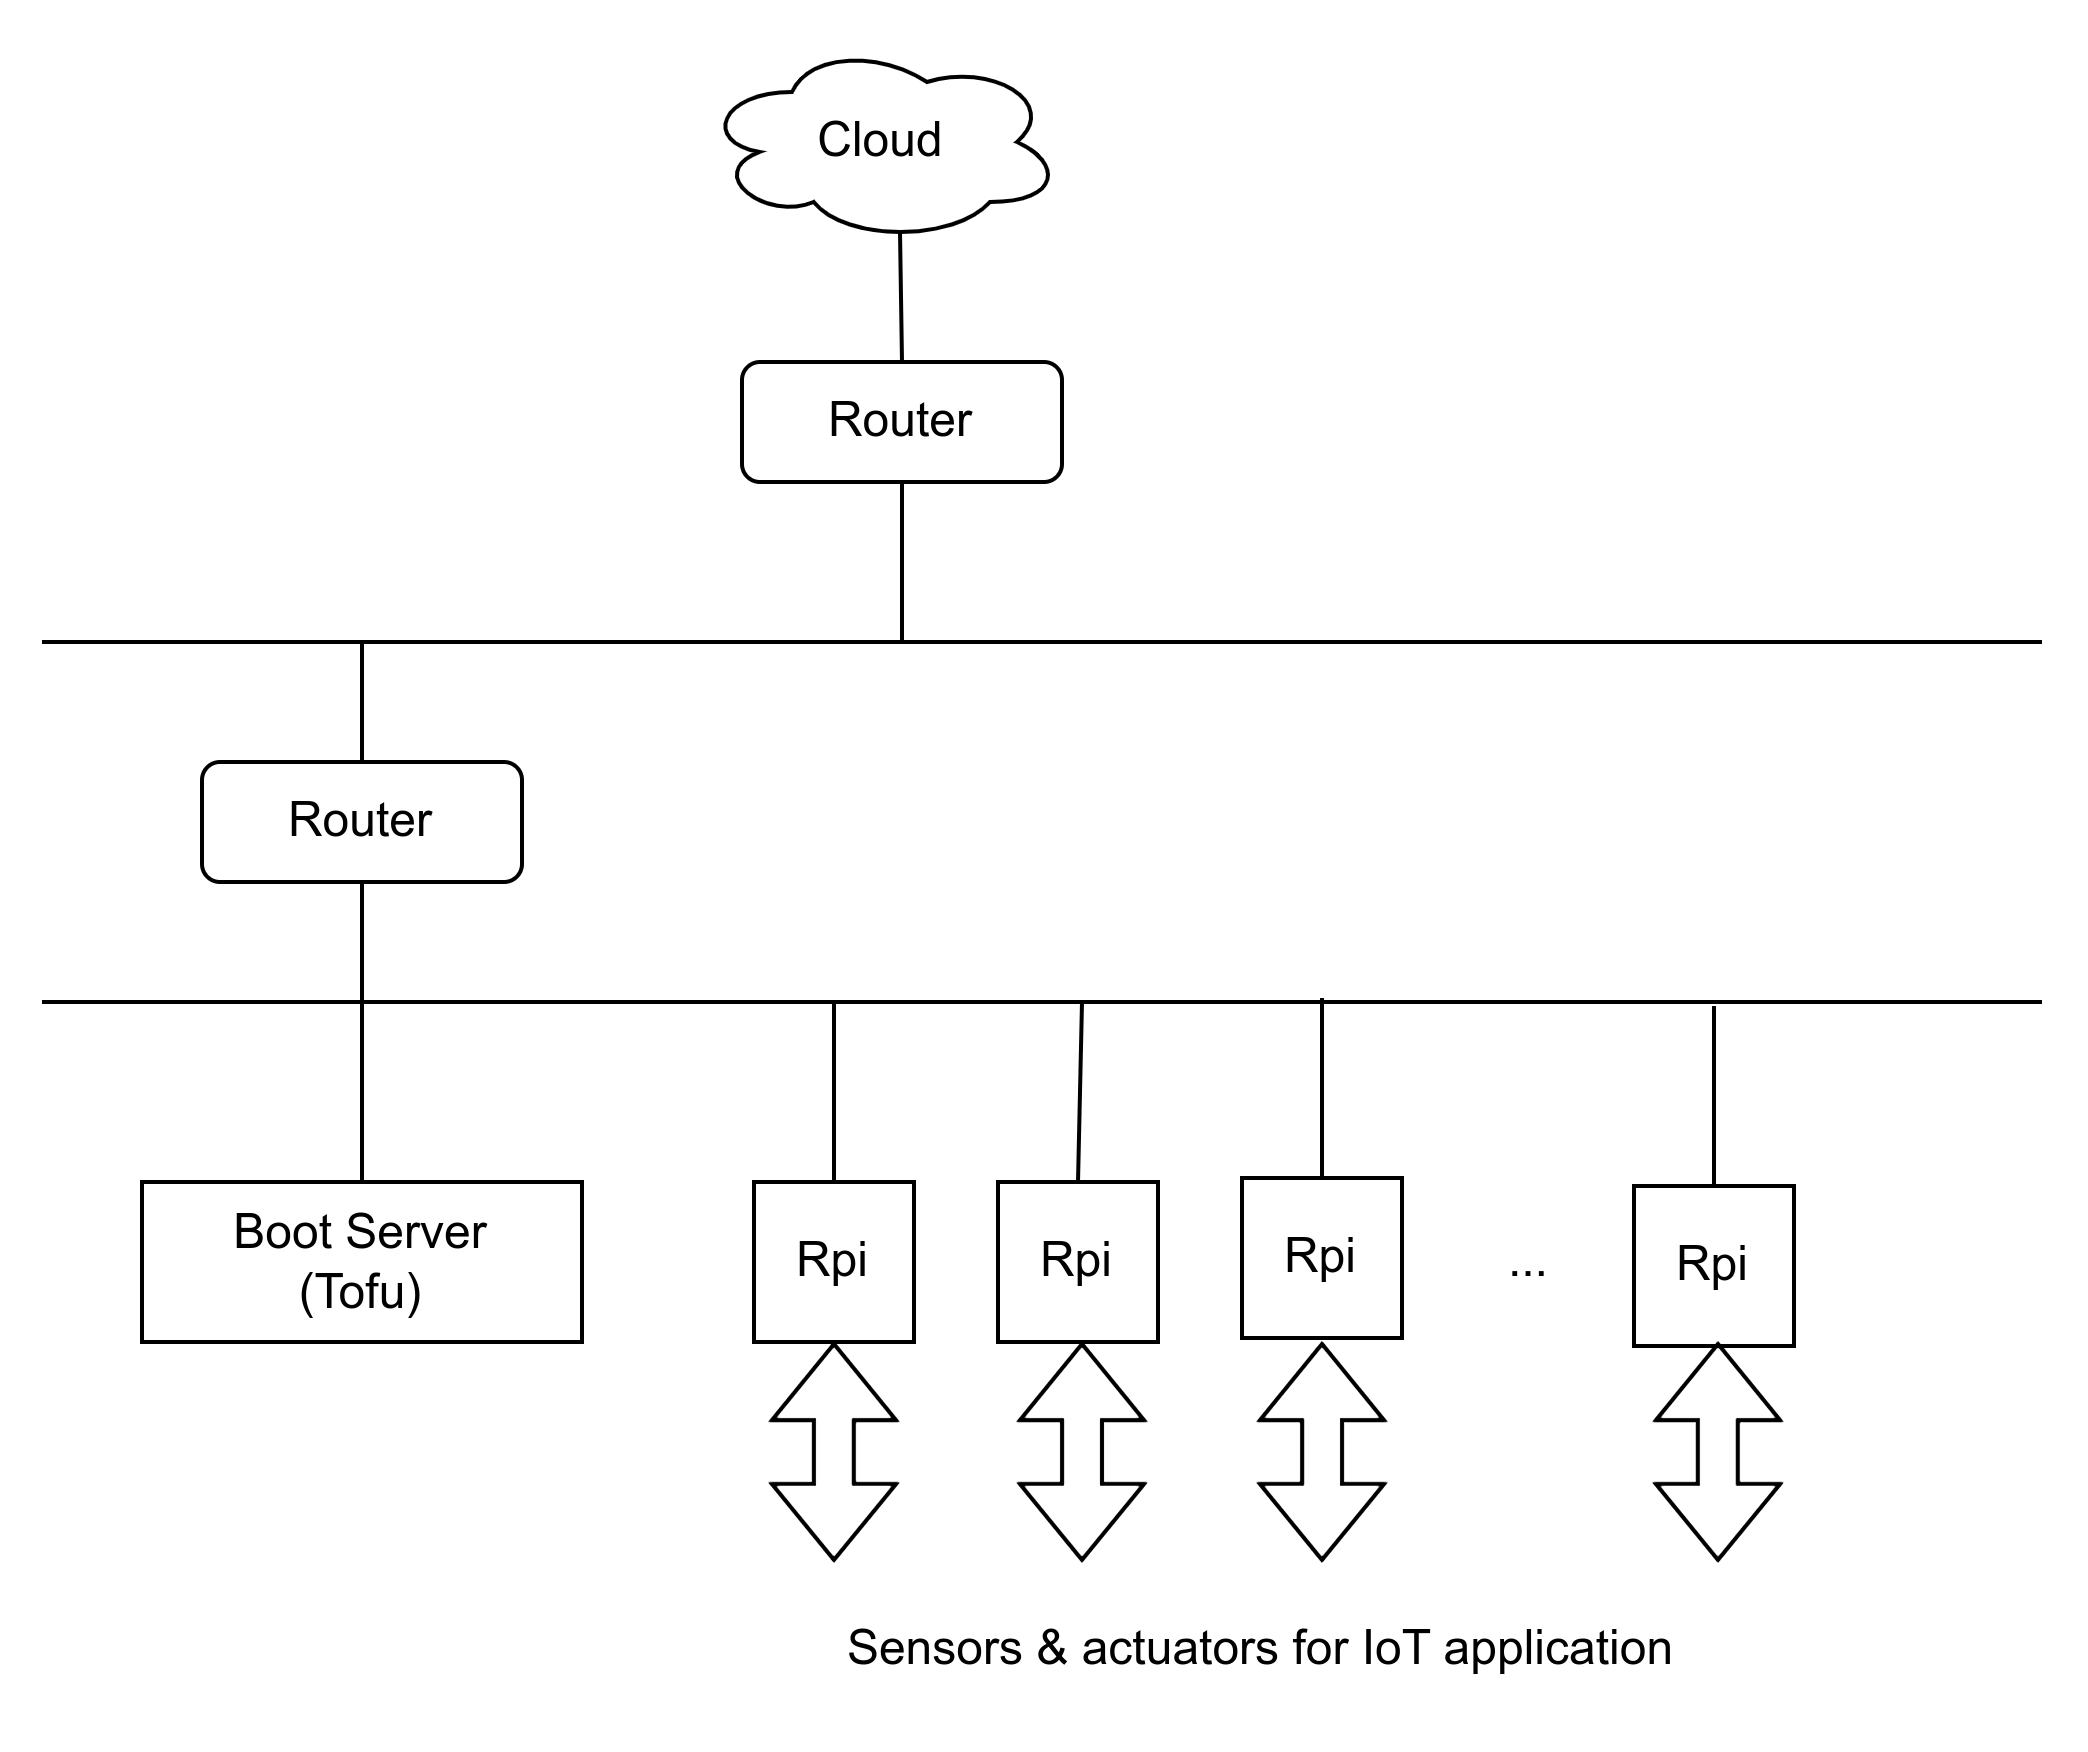 Cloud
Router
Router
Boot Server
(Tofu)
Rpi
Rpi
Rpi
...
Rpi
Sensors & actuators for IoT application